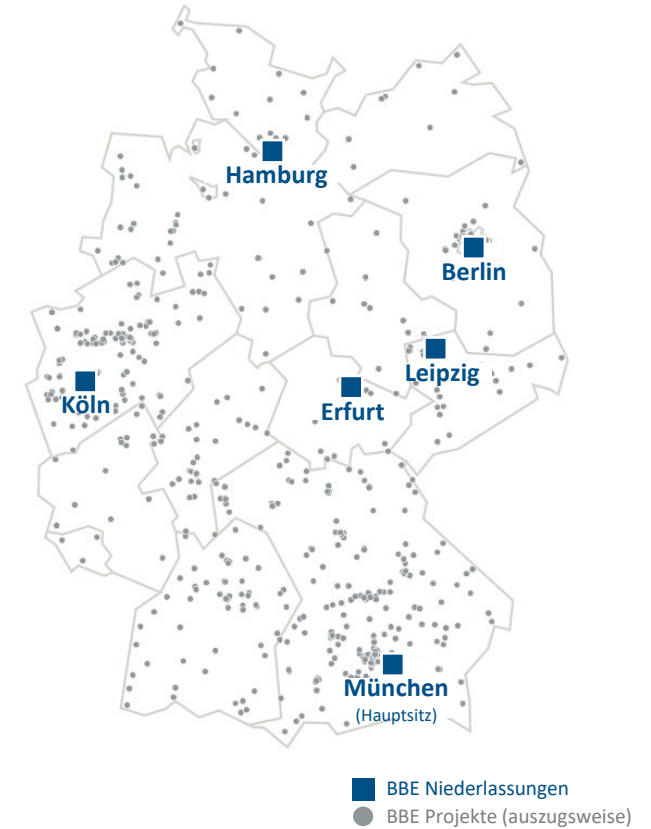 Hamburg
Berlin
Leipzig
Köln
Erfurt
München
(Hauptsitz)
BBE Niederlassungen
BBE Projekte (auszugsweise)